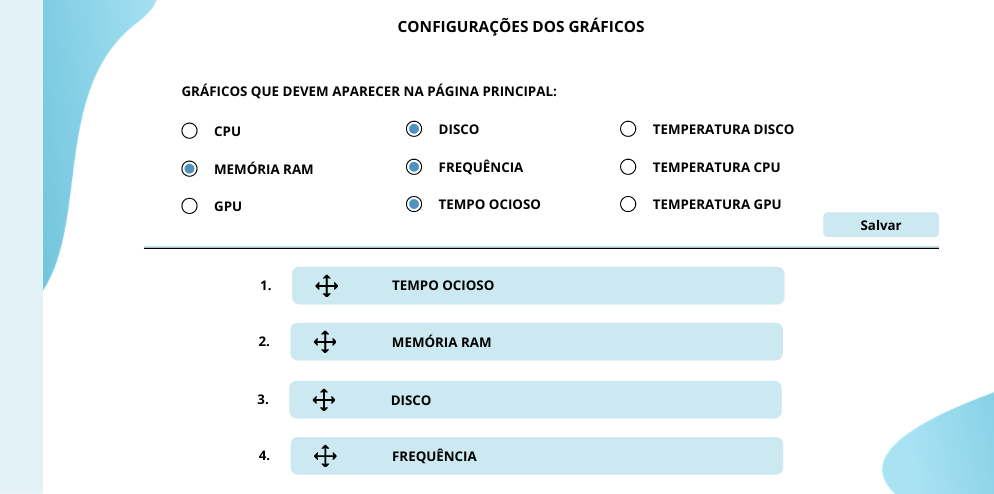 CONFIGURAÇÕES DOS GRÁFICOS
GRÁFICOS QUE DEVEM APARECER NA PÁGINA PRINCIPAL:
CPU
MEMÓRIA RAM
GPU
DISCO
FREQUÊNCIA
TEMPO OCIOSO
TEMPERATURA DISCO
TEMPERATURA CPU
TEMPERATURA GPU
Salvar
1. TEMPO OCIOSO
2. MEMÓRIA RAM
3. DISCO
4. FREQUÊNCIA